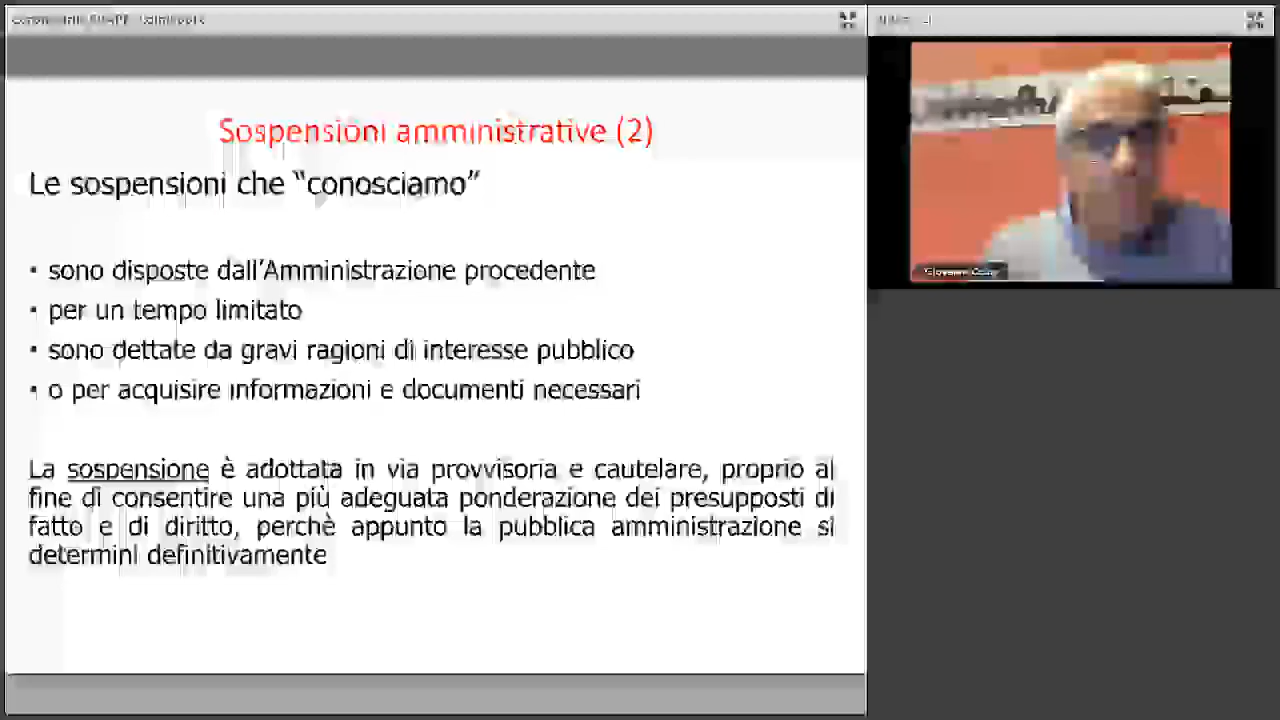 Sospensioni amministrative (2)
Le sospensioni che “conosciamo”
▪ sono disposte dall’Amministrazione procedente
▪ per un tempo limitato
▪ sono dettate da gravi ragioni di interesse pubblico
▪ o per acquisire informazioni e documenti necessari
La sospensione è adottata in via provvisoria e cautelare, proprio al
fine di consentire una più adeguata ponderazione dei presupposti di
fatto e di diritto, perchè appunto la pubblica amministrazione si
determini definitivamente